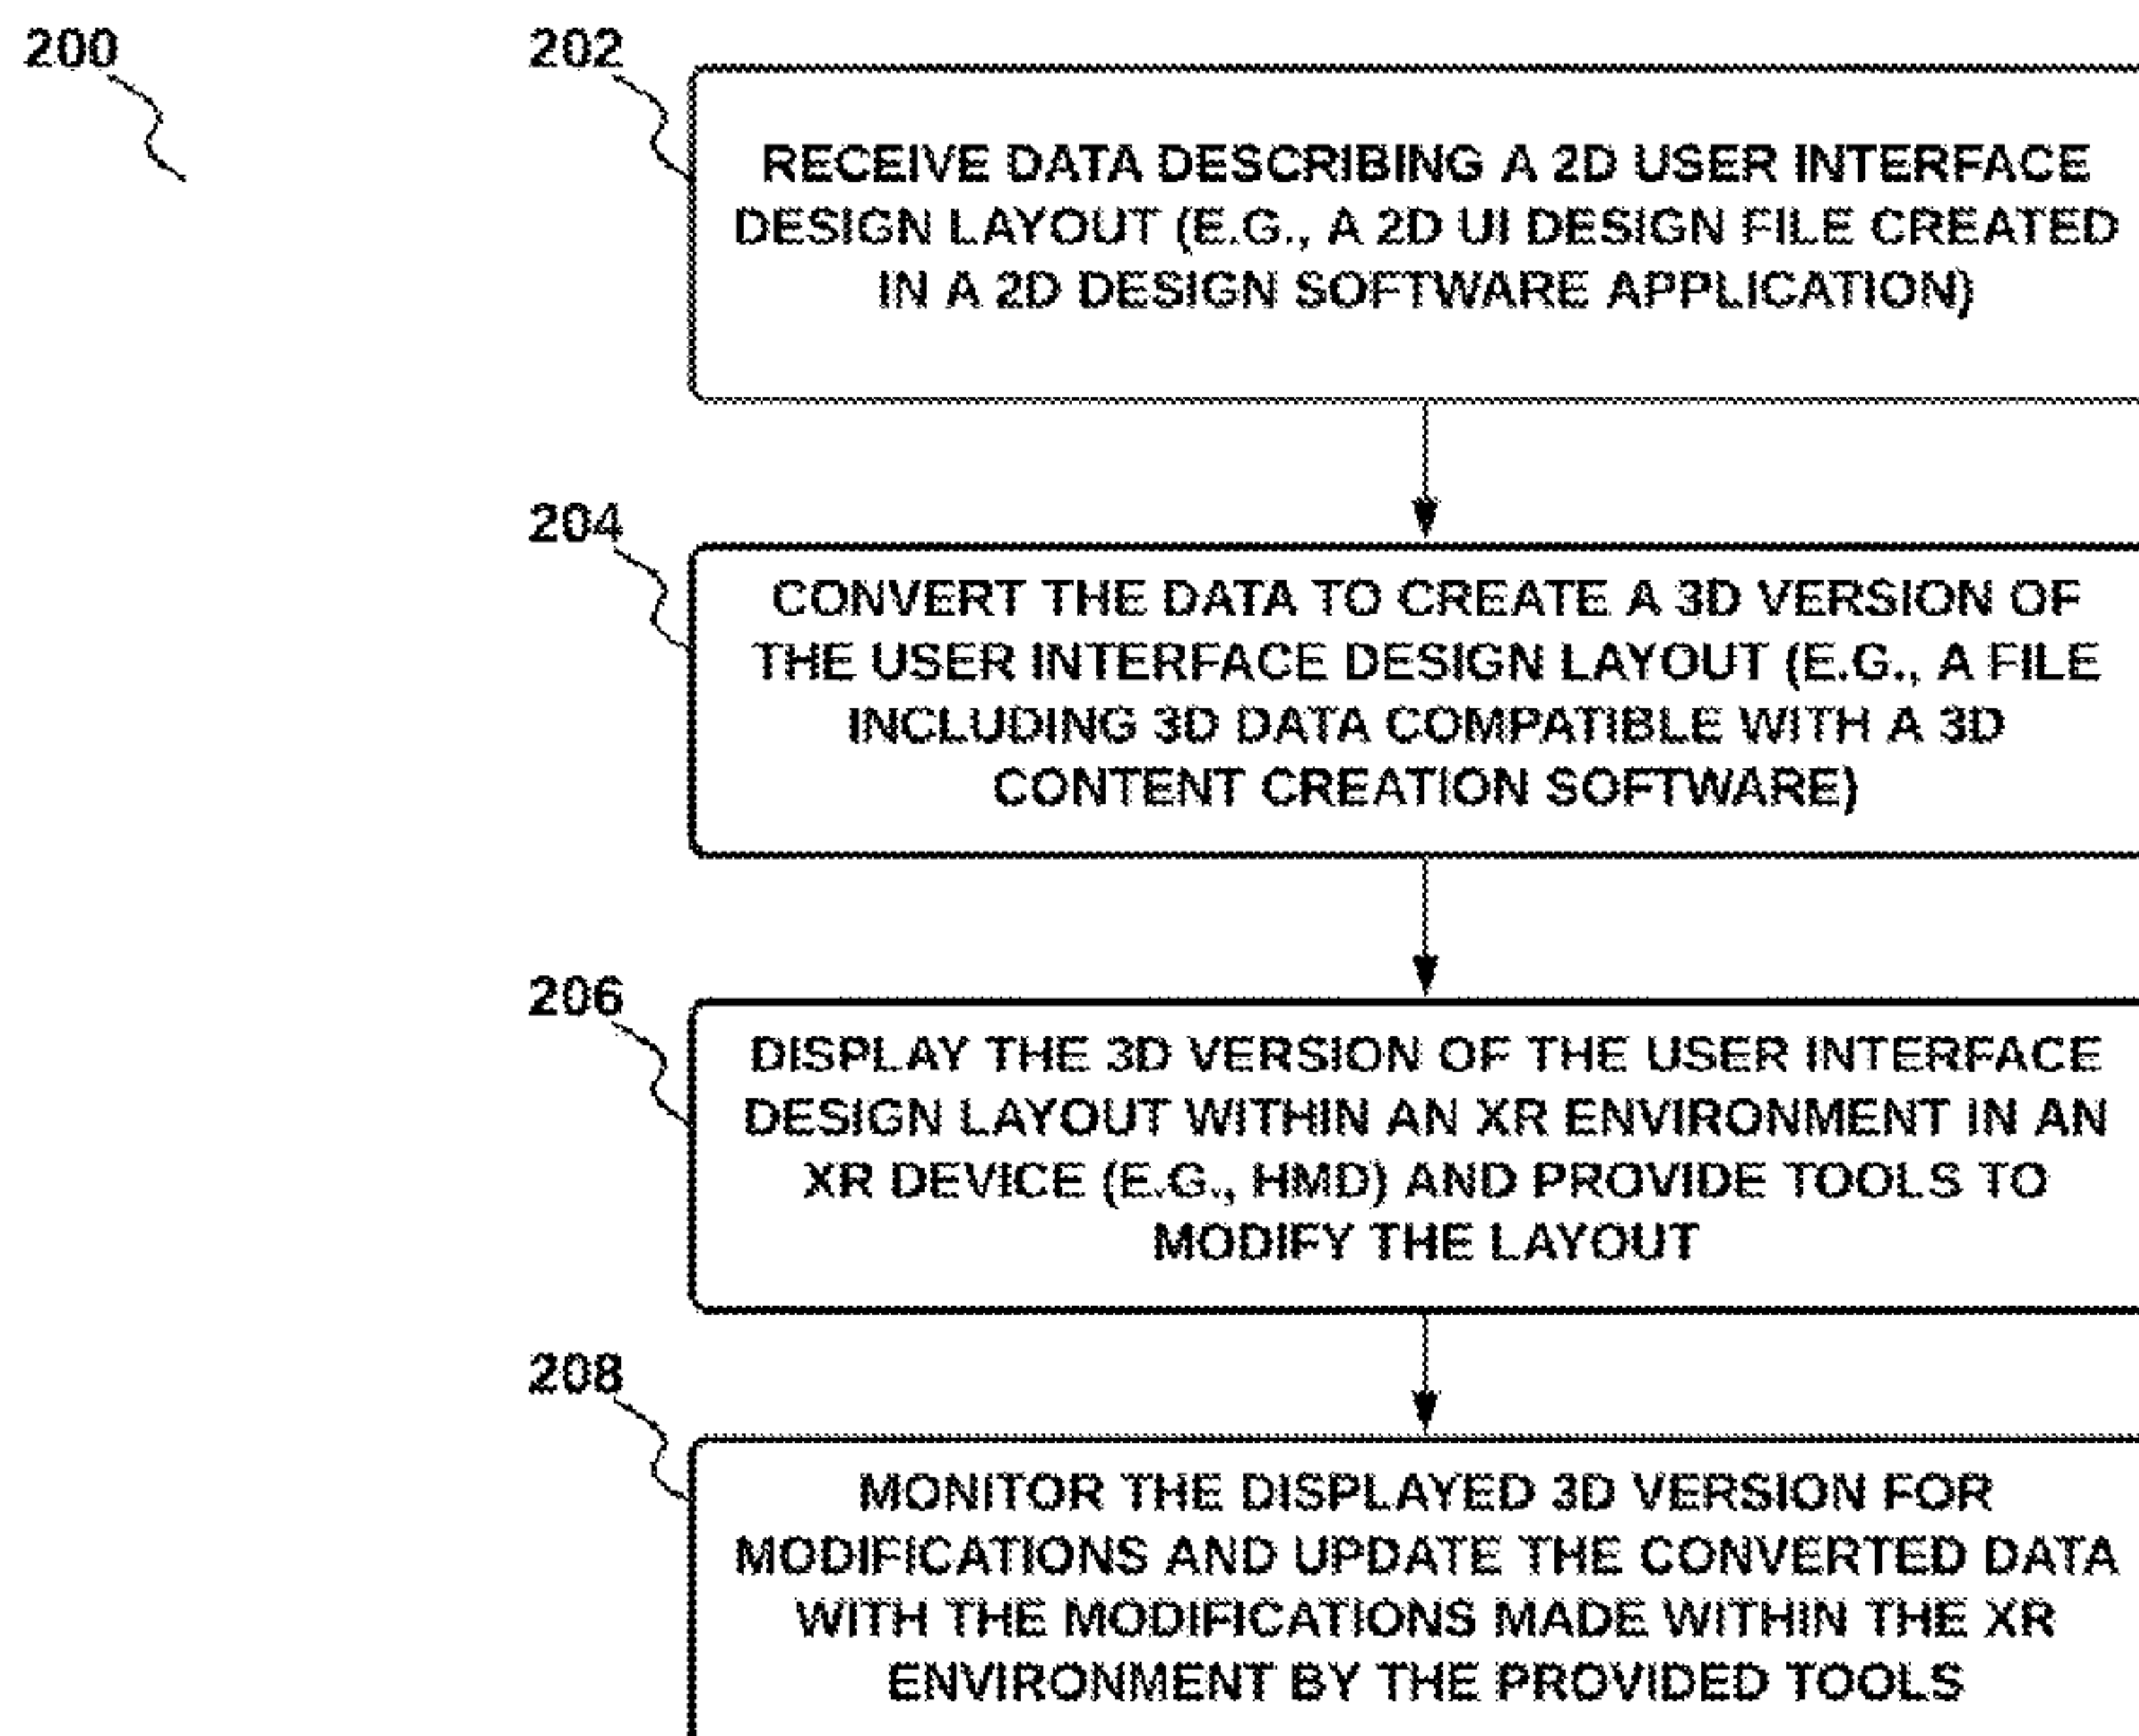 200
202
RECEIVE DATA DESCRIBING A 2D USER INTERFACE
DESIGN LAYOUT (E.G., A 2D UI DESIGN FILE CREATED
IN A 2D DESIGN SOFTWARE APPLICATION)
204
CONVERT THE DATA TO CREATE A 3D VERSION OF
THE USER INTERFACE DESIGN LAYOUT (E.G., A FILE
INCLUDING 3D DATA COMPATIBLE WITH A 3D
CONTENT CREATION SOFTWARE)
206
DISPLAY THE 3D VERSION OF THE USER INTERFACE
DESIGN LAYOUT WITHIN AN XR ENVIRONMENT IN AN
XR DEVICE (E.G., HMD) AND PROVIDE TOOLS TO
MODIFY THE LAYOUT
208
MONITOR THE DISPLAYED 3D VERSION FOR
MODIFICATIONS AND UPDATE THE CONVERTED DATA
WITH THE MODIFICATIONS MADE WITHIN THE XR
ENVIRONMENT BY THE PROVIDED TOOLS